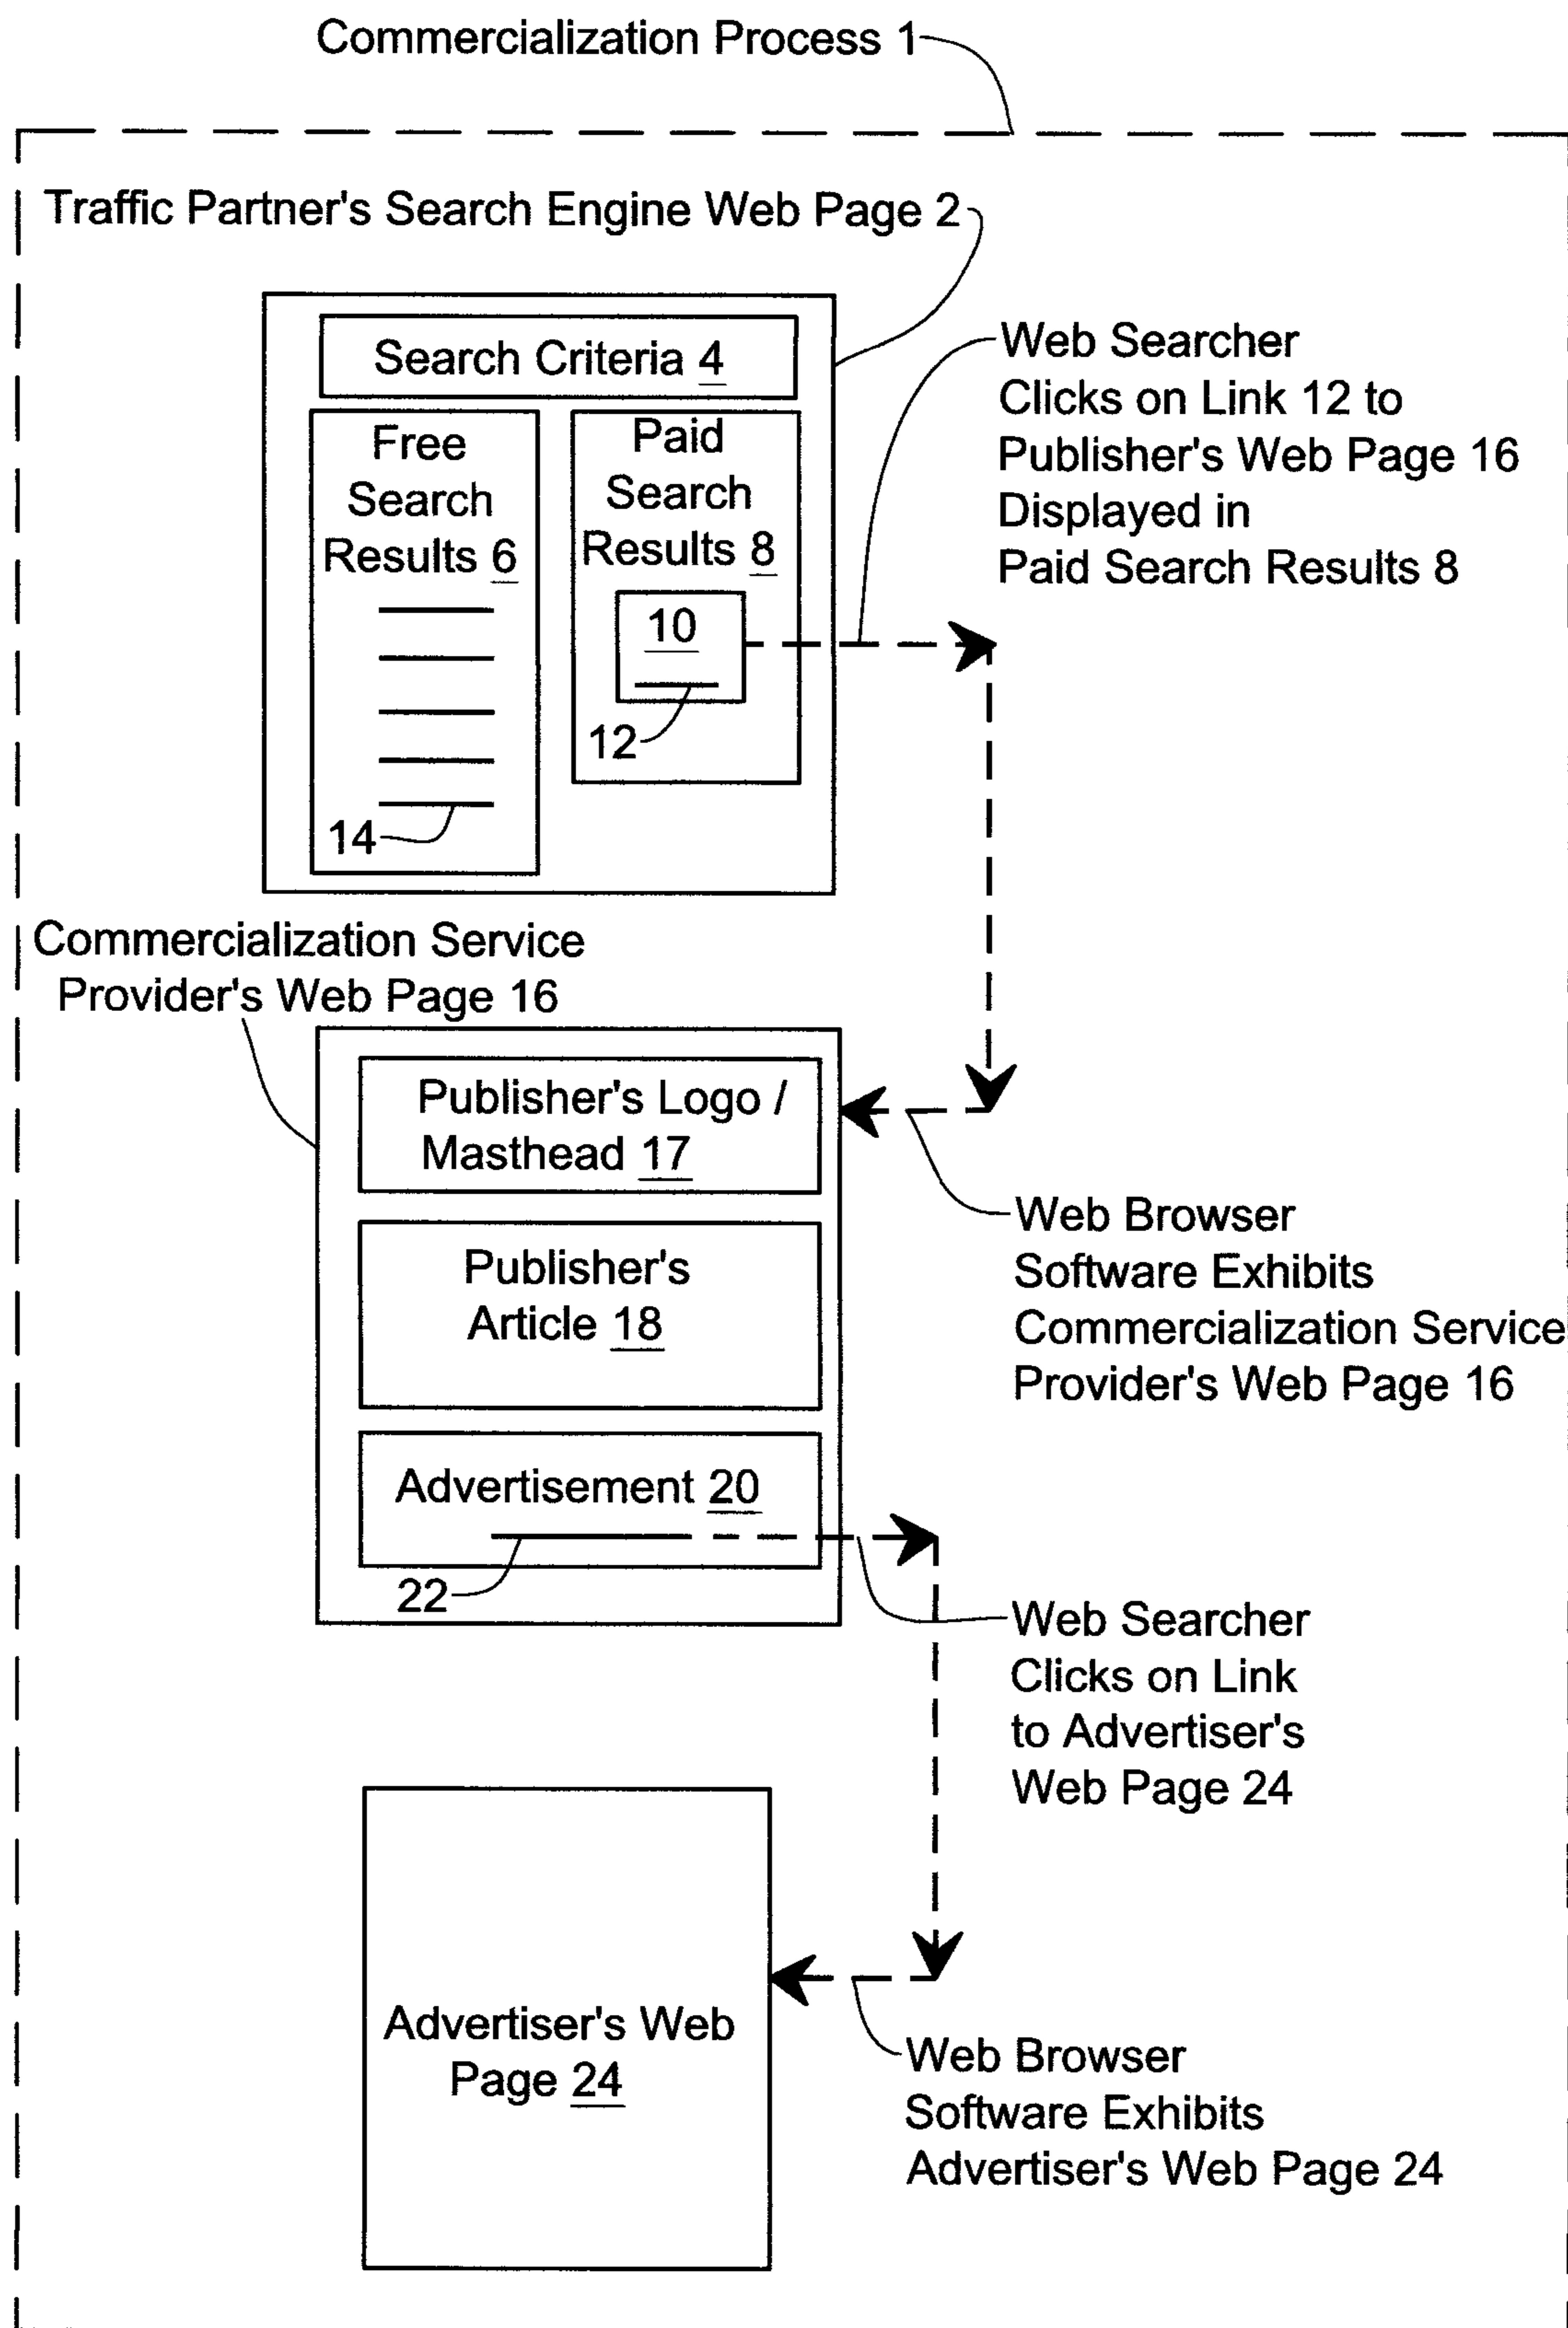 Commercialization Process 1
Traffic Partner's Search Engine Web Page 2
Search Criteria 4
Free
Search
Results 6
14
Paid
Search
Results 8
10
12
Web Searcher
Clicks on Link 12 to
Publisher's Web Page 16
Displayed in
Paid Search Results 8
Commercialization Service
Provider's Web Page 16
Publisher's Logo /
Masthead 17
Publisher's
Article 18
Advertisement 20
22
Web Browser
Software Exhibits
Commercialization Service
Provider's Web Page 16
Web Searcher
Clicks on Link
to Advertiser's
Web Page 24
Advertiser's Web
Page 24
Web Browser
Software Exhibits
Advertiser's Web Page 24